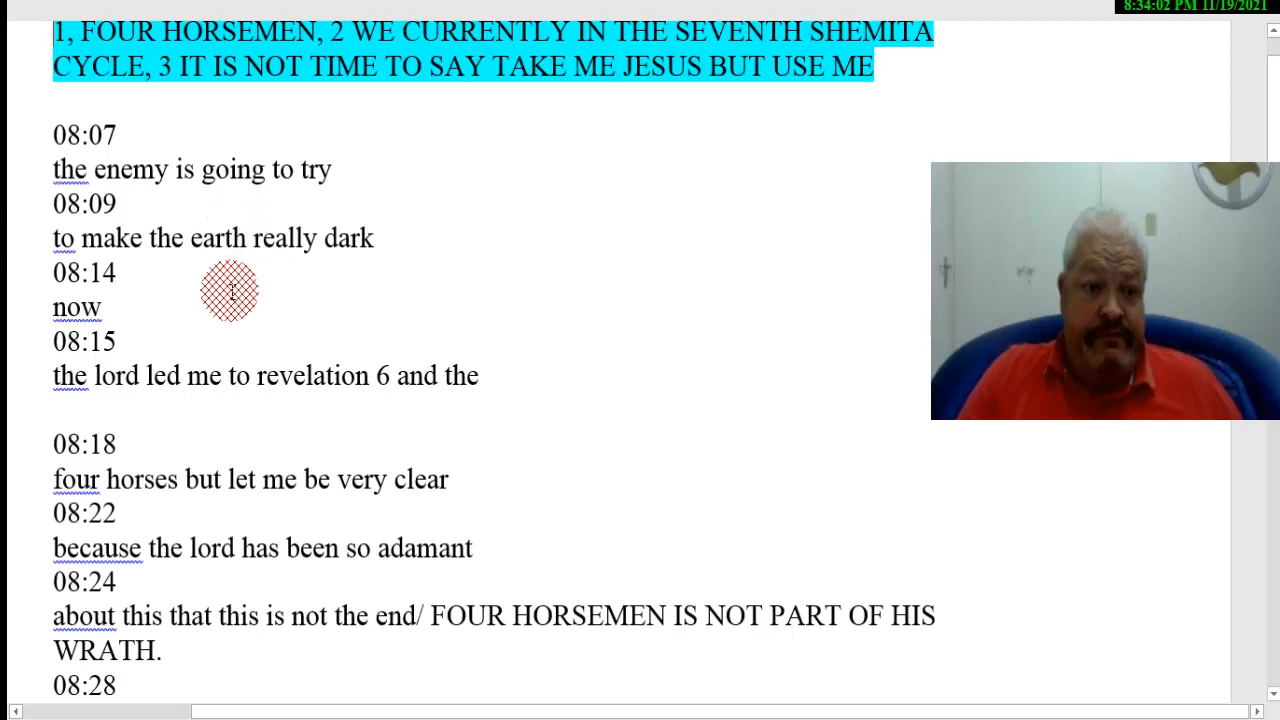 8:34:02 PM 11/19/2021
1, FOUR HORSEMEN, 2 WE CURRENTLY IN THE SEVENTH SHEMITA
CYCLE, 3 IT IS NOT TIME TO SAY TAKE ME JESUS BUT USE ME
08:07
the enemy is going to try
08:09
to make the earth really dark
08:14
now
08:15
the lord led me to revelation 6 and the
08:18
four horses but let me be very clear
08:22
because the lord has been so adamant
08:24
about this that this is not the end/ FOUR HORSEMEN IS NOT PART OF HIS
WRATH.
08:28